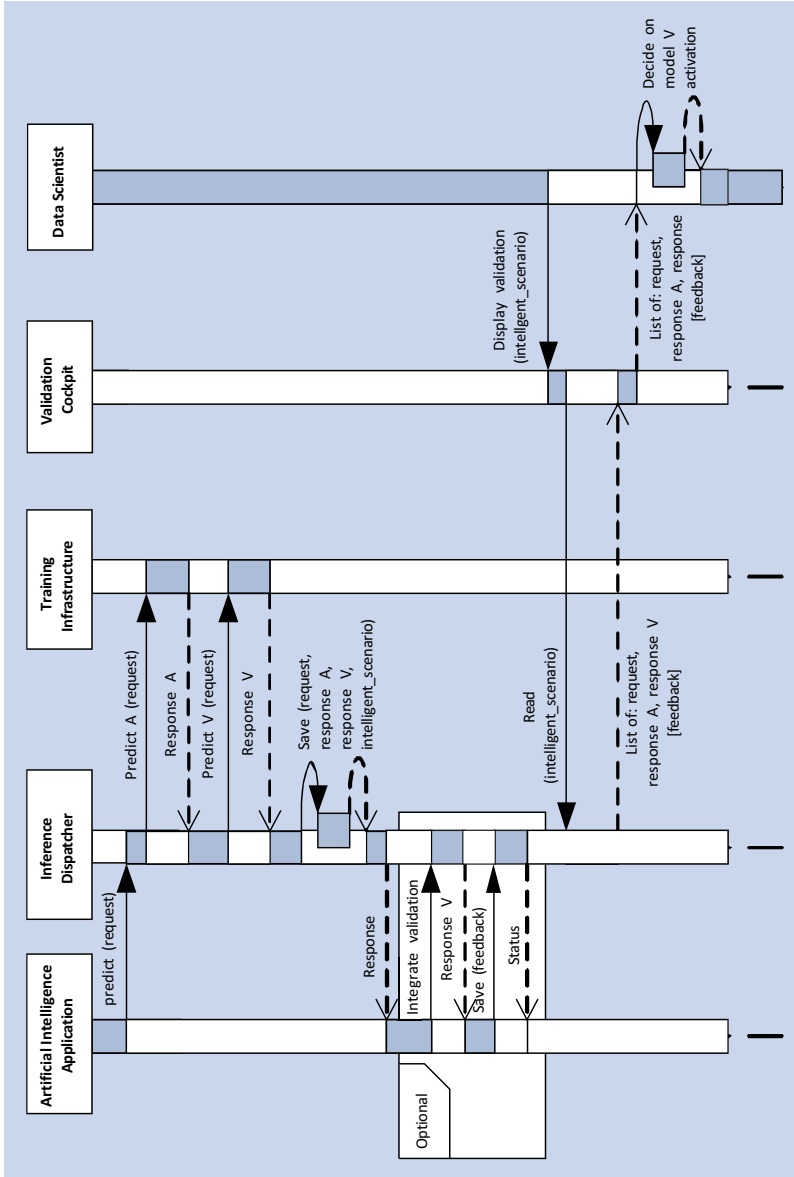 Artificial Intelligence
Application
Inference
Dispatcher
Training
Infrastructure
Validation
Cockpit
Data Scientist
predict (request)
Predict A (request)
Response A
Predict V (request)
Response V
Save (request,
response A,
response V,
intelligent_scenario)
Response
Optional
Integrate validation
Response V
Save (feedback)
Status
Display validation
(intellgent_scenario)
Read
(intelligent_scenario)
List of: request,
response A, response V
[feedback]
List of: request,
response A, response
[feedback]
Decide on
model V
activation